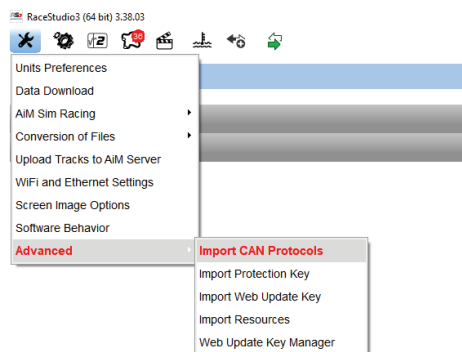 RaceStudio3 (64 bit) 3.38.03
36
Units Preferences
Data Download
AiM Sim Racing
Conversion of Files
Upload Tracks to AiM Server
WiFi and Ethernet Settings
Screen Image Options
Software Behavior
Advanced
Import CAN Protocols
Import Protection Key
Import Web Update Key
Import Resources
Web Update Key Manager